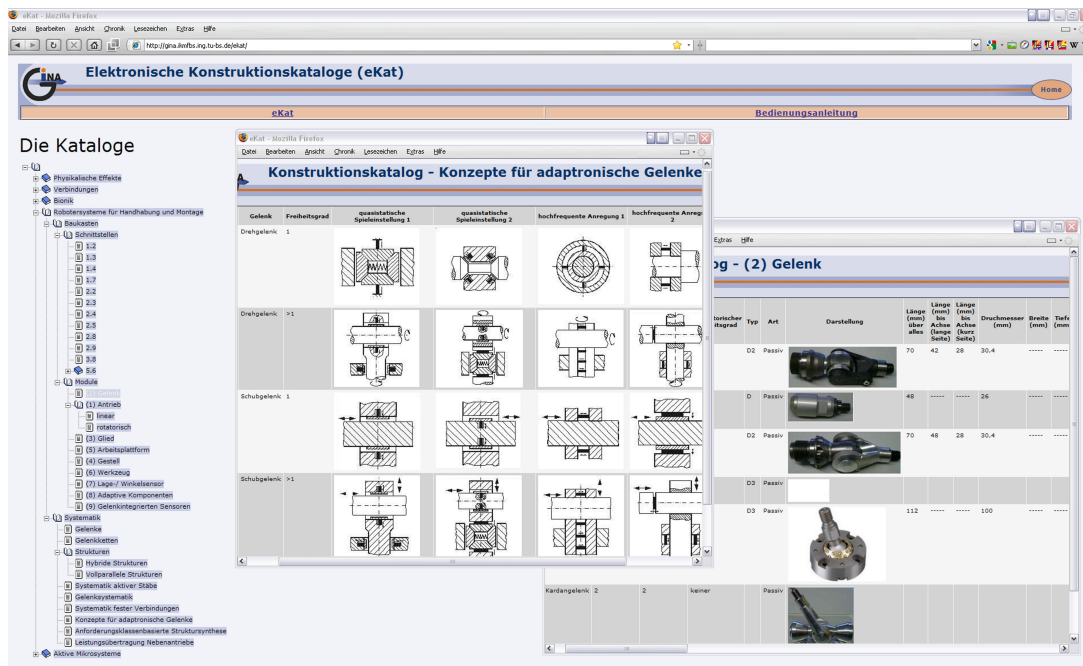 eKat - Mozilla Firefox
Datei Bearbeiten Ansicht Chronik Lesezeichen Extras Hilfe
http://gina.ikmfbs.ing.tu-bs.de/ekat/
GINA
Elektronische Konstruktionskataloge (eKat)
Home
eKat
Bedienungsanleitung
Die Kataloge
Physikalische Effekte
Verbindungen
Bionik
Robotersysteme für Handhabung und Montage
Baukasten
Schnittstellen
1.2
1.3
1.4
1.7
2.2
2.3
2.4
2.5
2.8
2.9
3.8
5.6
Module
(1) Antrieb
linear
rotatorisch
(3) Glied
(5) Arbeitsplattform
(4) Gestell
(6) Werkzeug
(7) Lage-/ Winkelsensor
(8) Adaptive Komponenten
(9) Gelenkintegrierten Sensoren
Systematik
Gelenke
Gelenkketten
Strukturen
Hybride Strukturen
Vollparallele Strukturen
Systematik aktiver Stäbe
Gelenksystematik
Systematik fester Verbindungen
Konzepte für adaptronische Gelenke
Anforderungsklassenbasierte Struktursynthese
Leistungsübertragung Nebenantriebe
Aktive Mikrosysteme
eKat - Mozilla Firefox
Datei Bearbeiten Ansicht Chronik Lesezeichen Extras Hilfe
Konstruktionskatalog - Konzepte für adaptronische Gelenke
Gelenk Freiheitsgrad quasistatische Spieleinstellung 1 quasistatische Spieleinstellung 2 hochfrequente Anregung 1 hochfrequente Anreg 2
Drehgelenk 1
Drehgelenk >1
Schubgelenk 1
Schubgelenk >1
Extras Hilfe
og - (2) Gelenk
torischer itsgrad Typ Art Darstellung Länge (mm) über alles Länge (mm) bis Achse (lange Seite) Länge (mm) bis Achse (kurz Seite) Druchmesser (mm) Breite (mm) Tiefe (mm
D2 Passiv 70 42 28 30,4 ----- -----
D Passiv 48 ----- ----- 26 ----- -----
D2 Passiv 70 48 28 30,4 ----- -----
D3 Passiv
D3 Passiv 112 ----- ----- 100 ----- -----
Kardangelenk 2 2 keiner Passiv